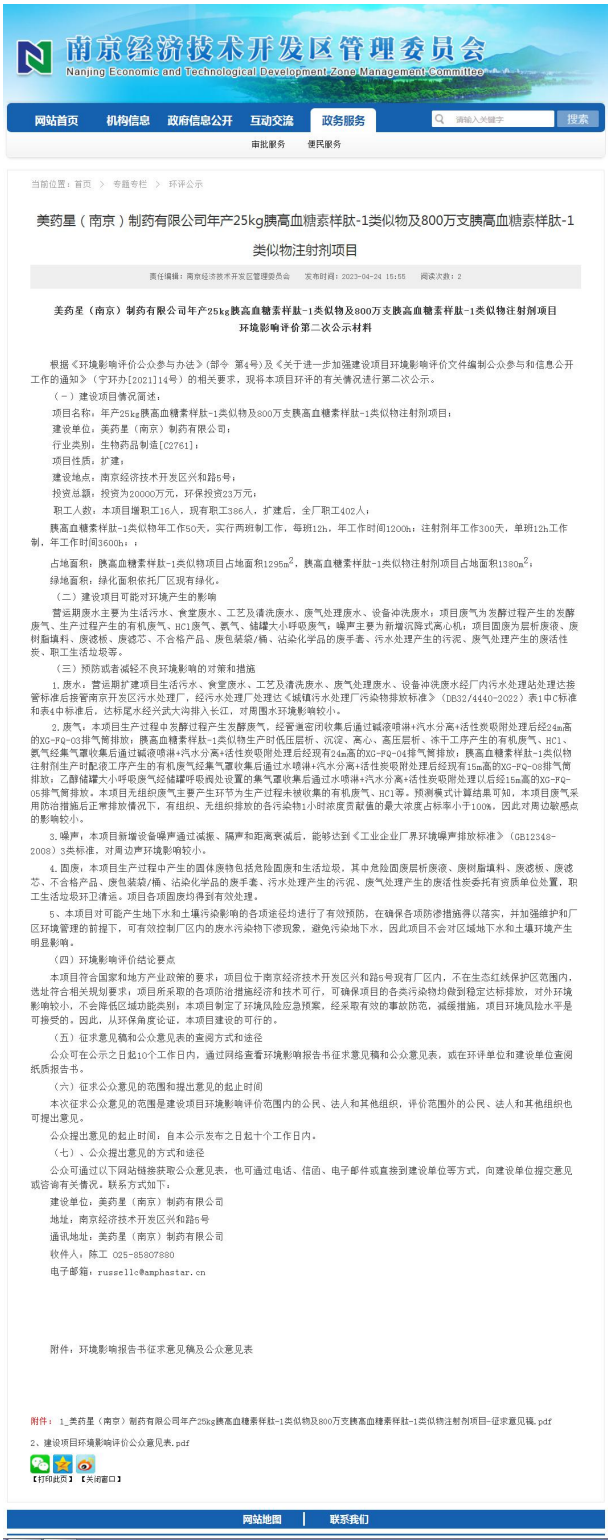 南京经济技术开发区管理委员会
Nanjing Economic and Technological Development Zone Management Committee
网站首页 机构信息 政府信息公开 互动交流 政务服务 请输入关键字 搜索
审批服务 便民服务
当前位置：首页 > 专题专栏 > 环评公示
美药星（南京）制药有限公司年产25kg胰高血糖素样肽-1类似物及800万支胰高血糖素样肽-1
类似物注射剂项目
责任编辑：南京经济技术开发区管理委员会 发布时间：2023-04-24 15:55 阅读次数：2
美药星（南京）制药有限公司年产25kg胰高血糖素样肽-1类似物及800万支胰高血糖素样肽-1类似物注射剂项目
环境影响评价第二次公示材料
根据《环境影响评价公众参与办法》（部令 第4号）及《关于进一步加强建设项目环境影响评价文件编制公众参与和信息公开
工作的通知》（宁环办[2021]14号）的相关要求，现将本项目环评的有关情况进行第二次公示。
（一）建设项目情况简述：
项目名称：年产25kg胰高血糖素样肽-1类似物及800万支胰高血糖素样肽-1类似物注射剂项目；
建设单位：美药星（南京）制药有限公司；
行业类别：生物药品制造[C2761]；
项目性质：扩建；
建设地点：南京经济技术开发区兴和路5号；
投资总额：投资为20000万元，环保投资23万元；
职工人数：本项目增职工16人，现有职工386人，扩建后，全厂职工402人；
胰高血糖素样肽-1类似物年工作50天，实行两班制工作，每班12h，年工作时间1200h；注射剂年工作300天，单班12h工作
制，年工作时间3600h；；
占地面积：胰高血糖素样肽-1类似物项目占地面积1295m2，胰高血糖素样肽-1类似物注射剂项目占地面积1380m2；
绿地面积：绿化面积依托厂区现有绿化。
（二）建设项目可能对环境产生的影响
营运期废水主要为生活污水、食堂废水、工艺及清洗废水、废气处理废水、设备冲洗废水；项目废气为发酵过程产生的发酵
废气、生产过程产生的有机废气、HCl废气、氨气、储罐大小呼吸废气；噪声主要为新增沉降式离心机；项目固废为层析废液、废
树脂填料、废滤板、废滤芯、不合格产品、废包装袋/桶、沾染化学品的废手套、污水处理产生的污泥、废气处理产生的废活性
炭、职工生活垃圾等。
（三）预防或者减轻不良环境影响的对策和措施
1.废水：营运期扩建项目生活污水、食堂废水、工艺及清洗废水、废气处理废水、设备冲洗废水经厂内污水处理站处理达接
管标准后接管南京开发区污水处理厂，经污水处理厂处理达《城镇污水处理厂污染物排放标准》（DB32/4440-2022）表1中C标准
和表4中标准后，达标尾水经兴武大沟排入长江，对周围水环境影响较小。
2.废气：本项目生产过程中发酵过程产生发酵废气，经管道密闭收集后通过碱液喷淋+汽水分离+活性炭吸附处理后经24m高
的XG-FQ-03排气筒排放；胰高血糖素样肽-1类似物生产时低压层析、沉淀、离心、高压层析、冻干工序产生的有机废气、HCl、
氨气经集气罩收集后通过碱液喷淋+汽水分离+活性炭吸附处理后经现有24m高的XG-FQ-04排气筒排放；胰高血糖素样肽-1类似物
注射剂生产时配液工序产生的有机废气经集气罩收集后通过水喷淋+汽水分离+活性炭吸附处理后经现有15m高的XG-FQ-08排气筒
排放；乙醇储罐大小呼吸废气经储罐呼吸阀处设置的集气罩收集后通过水喷淋+汽水分离+活性炭吸附处理以后经15m高的XG-FQ-
05排气筒排放。本项目无组织废气主要产生环节为生产过程未被收集的有机废气、HCl等。预测模式计算结果可知，本项目废气采
用防治措施后正常排放情况下，有组织、无组织排放的各污染物1小时浓度贡献值的最大浓度占标率小于100%，因此对周边敏感点
的影响较小。
3.噪声：本项目新增设备噪声通过减振、隔声和距离衰减后，能够达到《工业企业厂界环境噪声排放标准》（GB12348-
2008）3类标准，对周边声环境影响较小。
4.固废：本项目生产过程中产生的固体废物包括危险固废和生活垃圾，其中危险固废层析废液、废树脂填料、废滤板、废滤
芯、不合格产品、废包装袋/桶、沾染化学品的废手套、污水处理产生的污泥、废气处理产生的废活性炭委托有资质单位处置，职
工生活垃圾环卫清运。项目各项固废均得到有效处理。
5、本项目对可能产生地下水和土壤污染影响的各项途径均进行了有效预防，在确保各项防渗措施得以落实，并加强维护和厂
区环境管理的前提下，可有效控制厂区内的废水污染物下渗现象，避免污染地下水，因此项目不会对区域地下水和土壤环境产生
明显影响。
（四）环境影响评价结论要点
本项目符合国家和地方产业政策的要求；项目位于南京经济技术开发区兴和路5号现有厂区内，不在生态红线保护区范围内，
选址符合相关规划要求；项目所采取的各项防治措施经济和技术可行，可确保项目的各类污染物均做到稳定达标排放，对外环境
影响较小，不会降低区域功能类别；本项目制定了环境风险应急预案，经采取有效的事故防范，减缓措施，项目环境风险水平是
可接受的。因此，从环保角度论证，本项目建设的可行的。
（五）征求意见稿和公众意见表的查阅方式和途径
公众可在公示之日起10个工作日内，通过网络查看环境影响报告书征求意见稿和公众意见表，或在环评单位和建设单位查阅
纸质报告书。
（六）征求公众意见的范围和提出意见的起止时间
本次征求公众意见的范围是建设项目环境影响评价范围内的公民、法人和其他组织，评价范围外的公民、法人和其他组织也
可提出意见。
公众提出意见的起止时间：自本公示发布之日起十个工作日内。
（七）、公众提出意见的方式和途径
公众可通过以下网站链接获取公众意见表，也可通过电话、信函、电子邮件或直接到建设单位等方式，向建设单位提交意见
或咨询有关情况。联系方式如下：
建设单位：美药星（南京）制药有限公司
地址：南京经济技术开发区兴和路5号
通讯地址：美药星（南京）制药有限公司
收件人：陈工 025-85807880
电子邮箱：russellc@amphastar.cn
附件：环境影响报告书征求意见稿及公众意见表
附件： 1_美药星（南京）制药有限公司年产25kg胰高血糖素样肽-1类似物及800万支胰高血糖素样肽-1类似物注射剂项目-征求意见稿.pdf
2、建设项目环境影响评价公众意见表.pdf
【打印此页】 【关闭窗口】
网站地图 联系我们